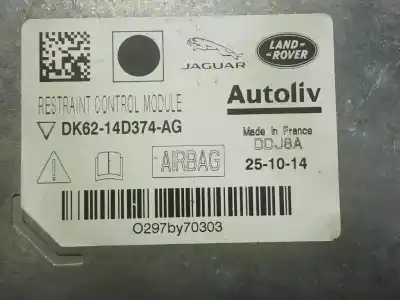 JAGUAR
LAND-
ROVER
RESTRAINT CONTROL MODULE
DK62-14D374-AG
Autoliv
Made in France
DDJ8A
AIRBAG
25-10-14
O297by70303